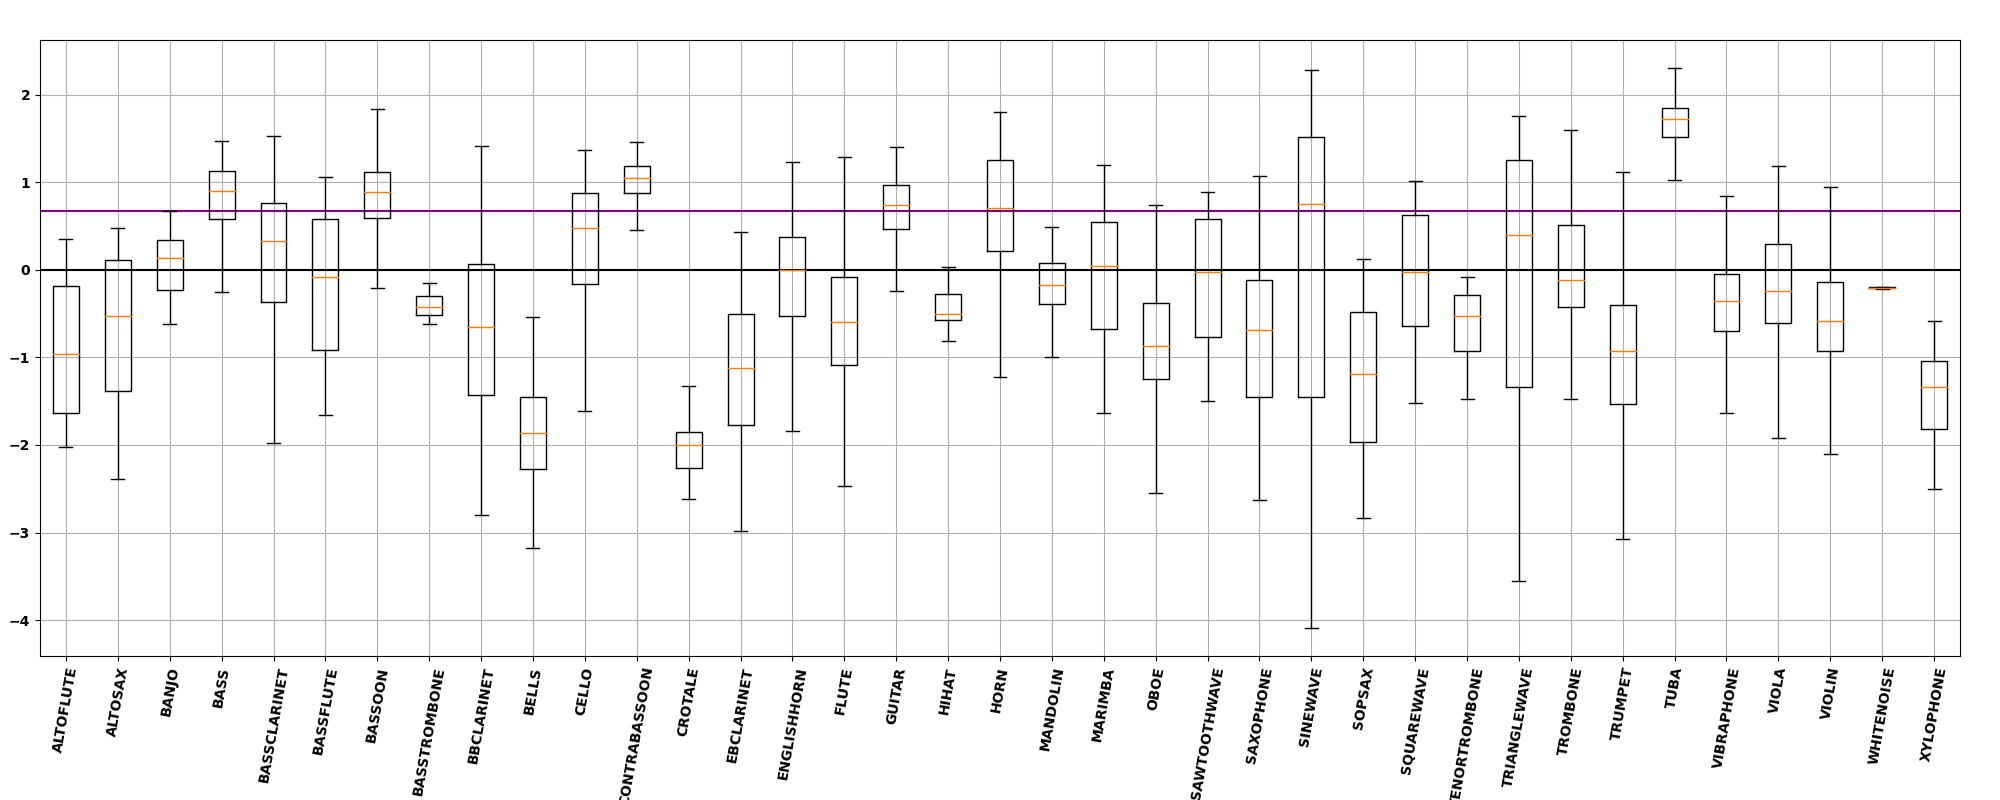 2
1
0
−1
−2
−3
−4
ALTOFLUTE
ALTOSAX
BANJO
BASS
BASSCLARINET
BASSFLUTE
BASSOON
BASSTROMBONE
BBCLARINET
BELLS
CELLO
CONTRABASSOON
CROTALE
EBCLARINET
ENGLISHHORN
FLUTE
GUITAR
HIHAT
HORN
MANDOLIN
MARIMBA
OBOE
SAWTOOTHWAVE
SAXOPHONE
SINEWAVE
SOPSAX
SQUAREWAVE
TENORTROMBONE
TRIANGLEWAVE
TROMBONE
TRUMPET
TUBA
VIBRAPHONE
VIOLA
VIOLIN
WHITENOISE
XYLOPHONE